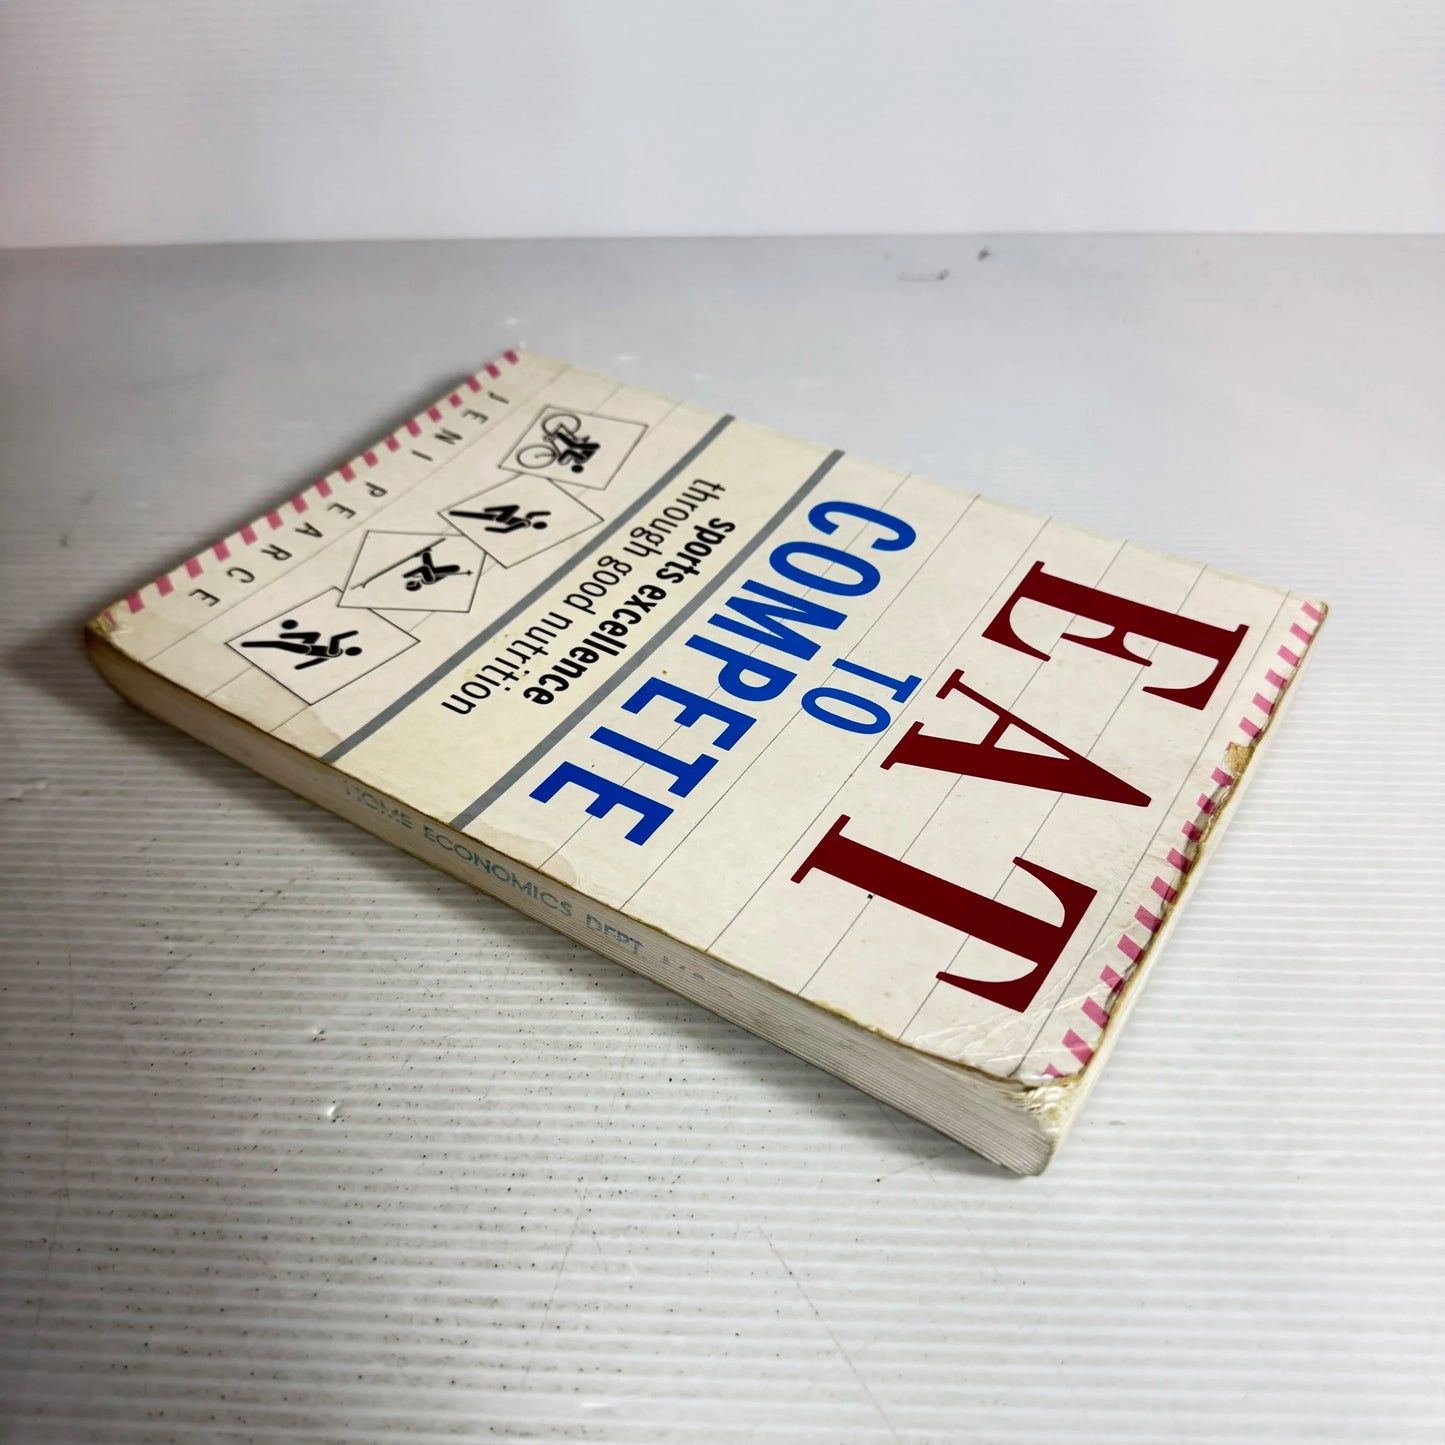 EAT
TO
COMPETE
sports excellence
through good nutrition
JENI PEARCE
HOME ECONOMICS DEPT